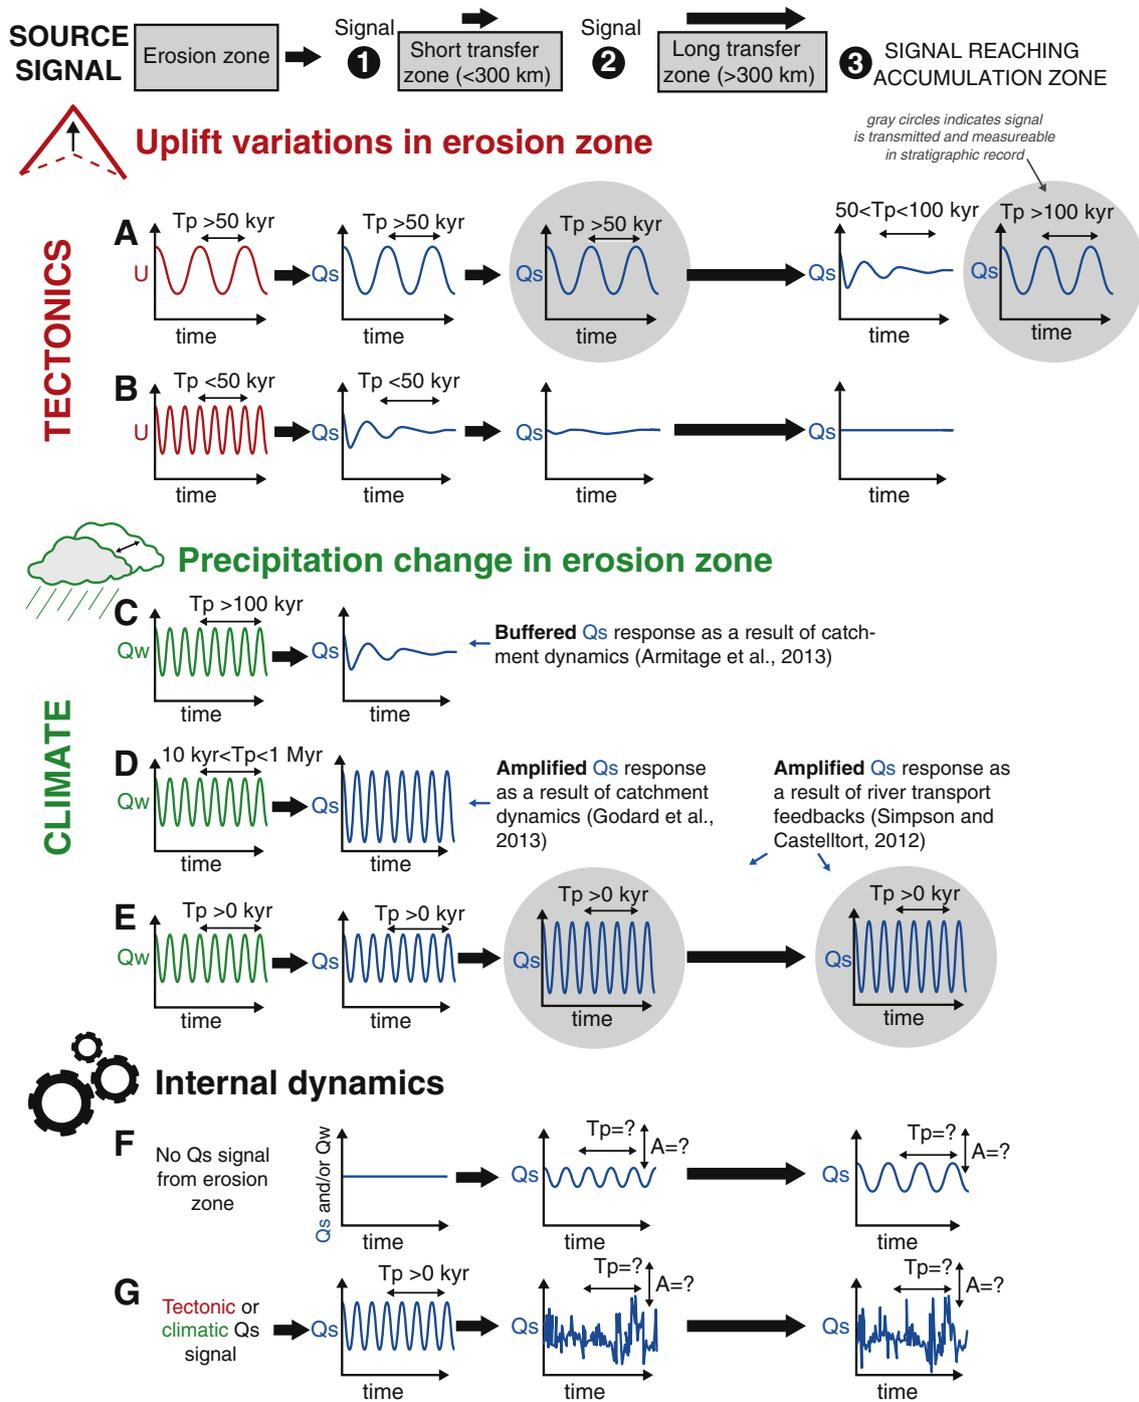 SOURCE
SIGNAL
Erosion zone
Signal
1
Short transfer
zone (<300 km)
Signal
2
Long transfer
zone (>300 km)
3
SIGNAL REACHING
ACCUMULATION ZONE
gray circles indicates signal
is transmitted and measureable
in stratigraphic record
Uplift variations in erosion zone
TECTONICS
A
Tp >50 kyr
U
time
Tp >50 kyr
Qs
time
Tp >50 kyr
Qs
time
50<Tp<100 kyr
Qs
time
Tp >100 kyr
Qs
time
B
Tp <50 kyr
U
time
Tp <50 kyr
Qs
time
Qs
time
Qs
time
Precipitation change in erosion zone
CLIMATE
C
Tp >100 kyr
Qw
time
Qs
time
Buffered Qs response as a result of catch-
ment dynamics (Armitage et al., 2013)
D
10 kyr<Tp<1 Myr
Qw
time
Qs
time
Amplified Qs response
as a result of catchment
dynamics (Godard et al.,
2013)
Amplified Qs response as
a result of river transport
feedbacks (Simpson and
Castelltort, 2012)
E
Tp >0 kyr
Qw
time
Tp >0 kyr
Qs
time
Tp >0 kyr
Qs
time
Tp >0 kyr
Qs
time
Internal dynamics
F
No Qs signal
from erosion
zone
Qs and/or Qw
time
Tp=?
A=?
Qs
time
Tp=?
A=?
Qs
time
G
Tectonic or
climatic Qs
signal
Tp >0 kyr
Qs
time
Tp=?
A=?
Qs
time
Tp=?
A=?
Qs
time